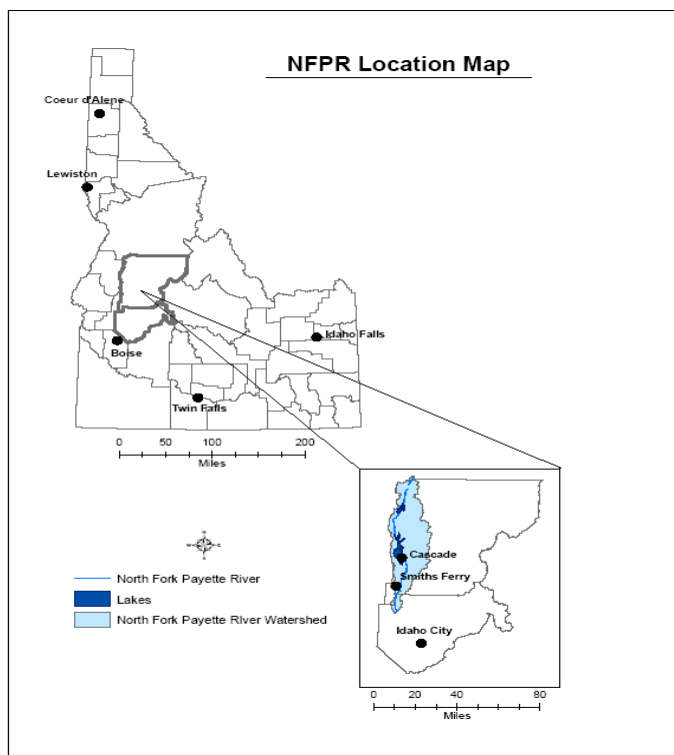 NFPR Location Map
Coeur d'Alene
Lewiston
Idaho Falls
Boise
Twin Falls
0 50 100 200
Miles
North Fork Payette River
Lakes
North Fork Payette River Watershed
Cascade
Smiths Ferry
Idaho City
0 20 40 80
Miles